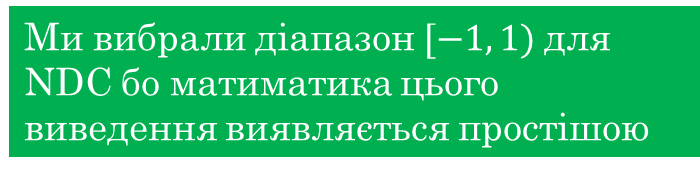 Ми вибрали діапазон [−1, 1) для
NDC бо матиматика цього
виведення виявляється простішою